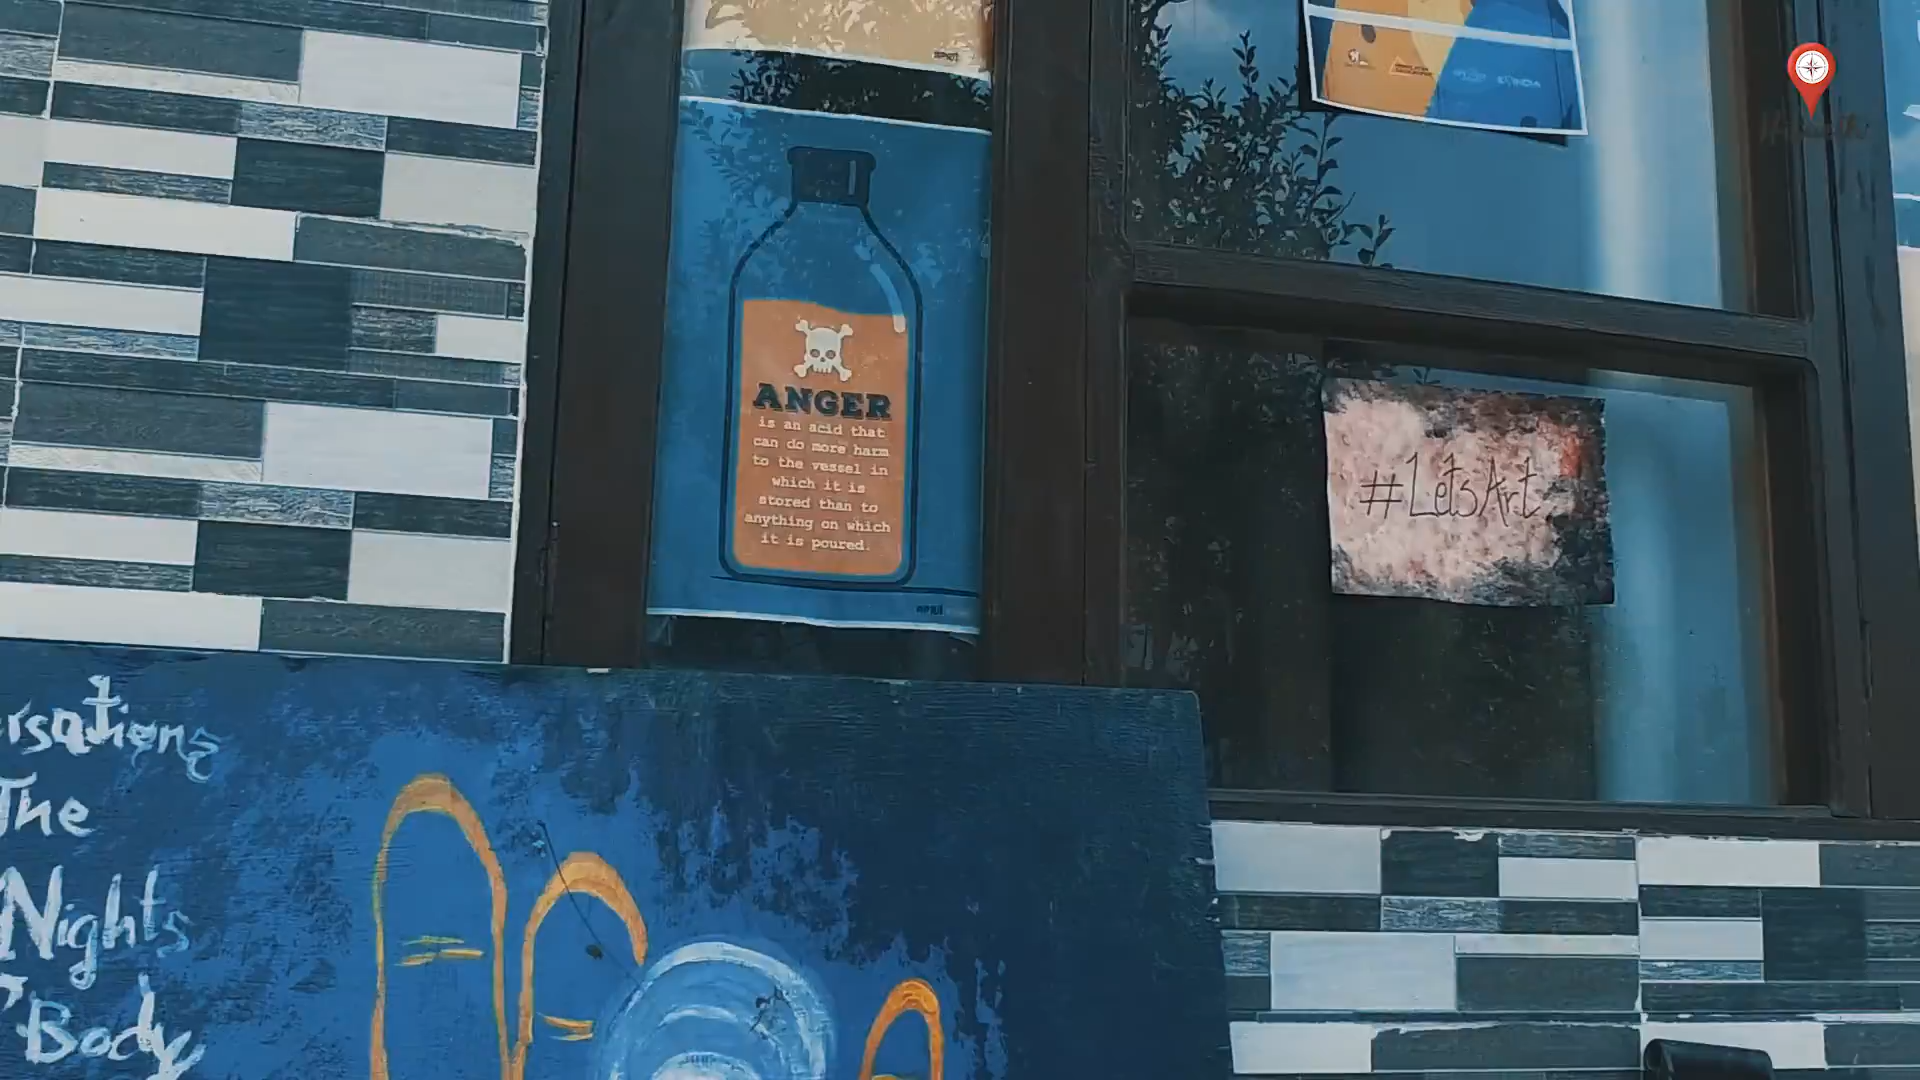 ANGER
is an acid that
can do more harm
to the vessel in
which it is
stored than to
anything on which
it is poured.
#LetsArt
The
Nights
Body